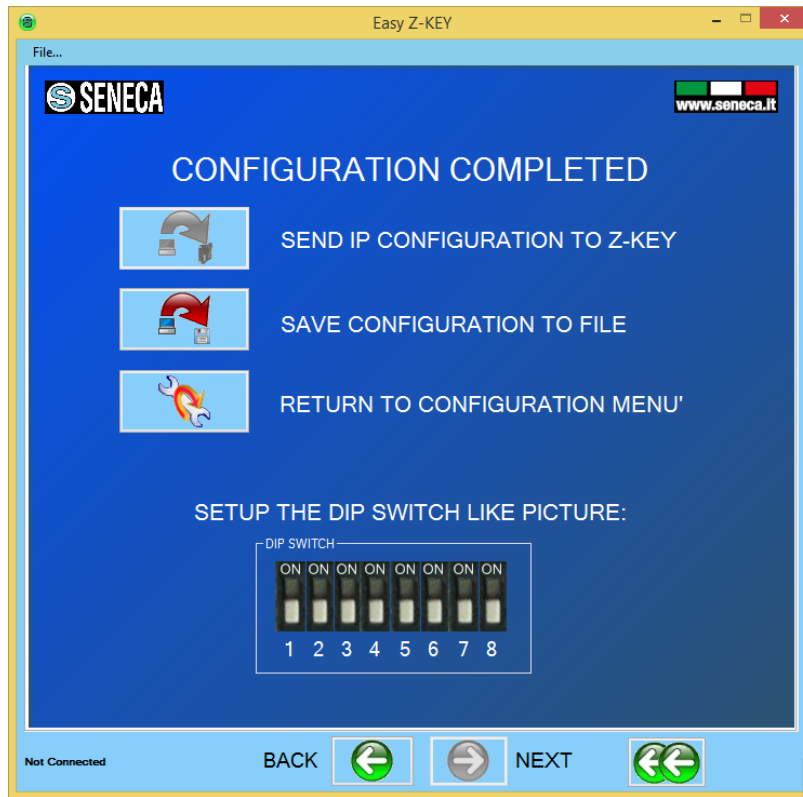 Easy Z-KEY
File...
SENECA
www.seneca.it
CONFIGURATION COMPLETED
SEND IP CONFIGURATION TO Z-KEY
SAVE CONFIGURATION TO FILE
RETURN TO CONFIGURATION MENU'
SETUP THE DIP SWITCH LIKE PICTURE:
DIP SWITCH
ON ON ON ON ON ON ON ON
1 2 3 4 5 6 7 8
Not Connected BACK NEXT